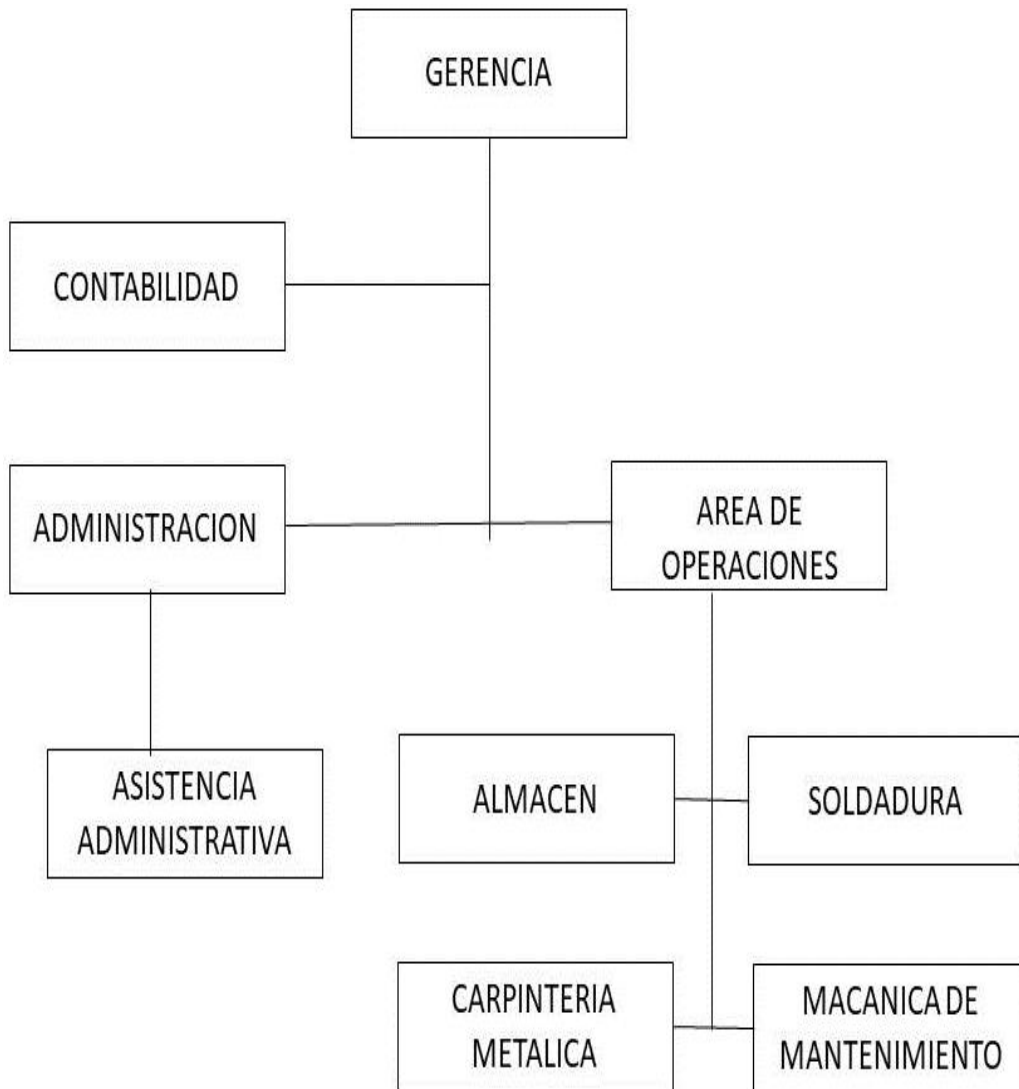 GERENCIA
CONTABILIDAD
ADMINISTRACION
AREA DE
OPERACIONES
ASISTENCIA
ADMINISTRATIVA
ALMACEN
SOLDADURA
CARPINTERIA
METALICA
MACANICA DE
MANTENIMIENTO